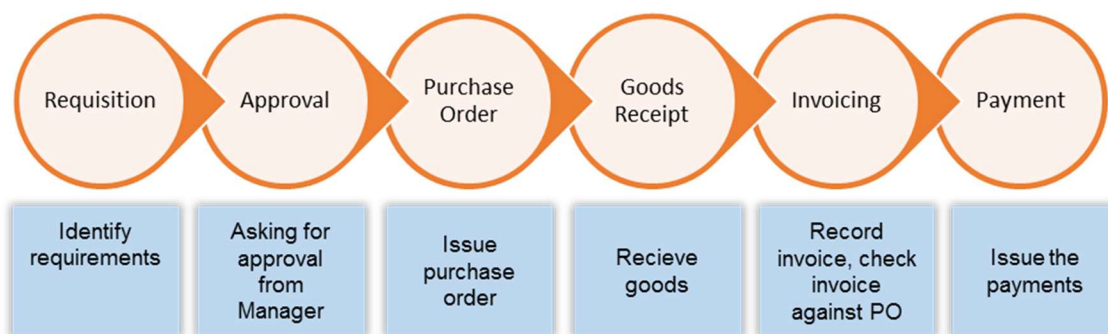 Requisition
Approval
Purchase
Order
Goods
Receipt
Invoicing
Payment
Identify
requirements
Asking for
approval
from
Manager
Issue
purchase
order
Recieve
goods
Record
invoice, check
invoice
against PO
Issue the
payments